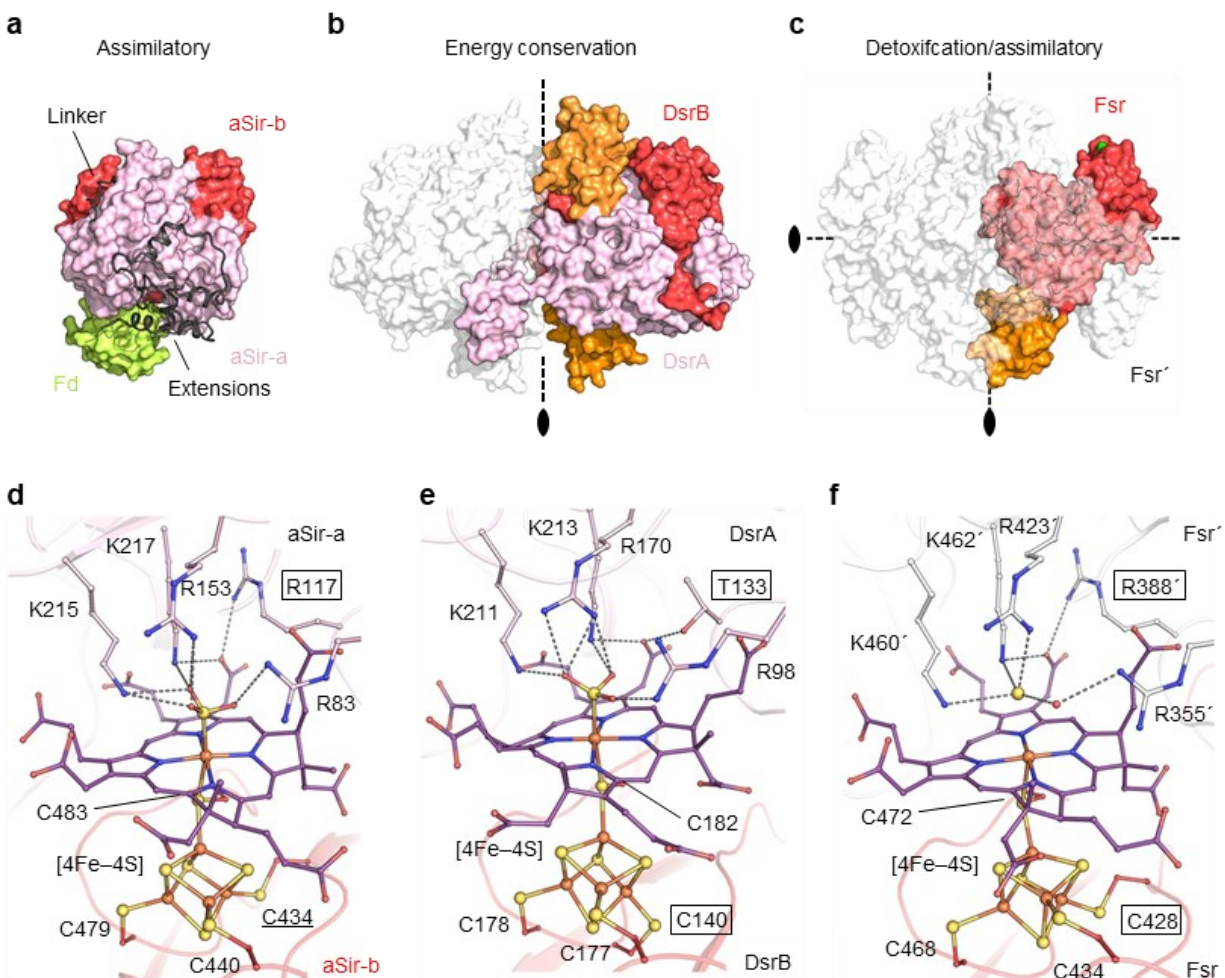 a
Assimilatory
Linker
aSir-b
Fd
aSir-a
Extensions
b
Energy conservation
DsrB
DsrA
c
Detoxifcation/assimilatory
Fsr
Fsr´
d
K217
aSir-a
R153
R117
K215
R83
C483
[4Fe–4S]
C434
C479
C440
aSir-b
e
K213
DsrA
R170
T133
K211
R98
C182
[4Fe–4S]
C178
C140
C177
DsrB
f
R423´
Fsr´
K462´
R388´
K460´
R355´
C472
[4Fe–4S]
C428
C468
C434
Fsr